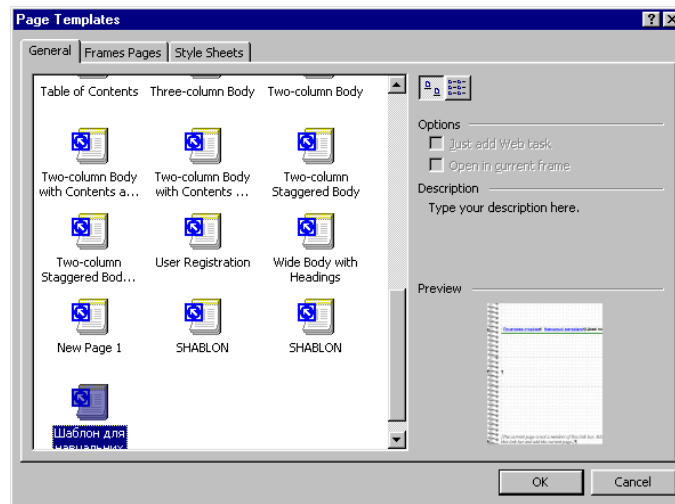 Page Templates
General Frames Pages Style Sheets
Table of Contents Three-column Body Two-column Body
Two-column Body Two-column Body Two-column
with Contents a... with Contents ... Staggered Body
Two-column User Registration Wide Body with
Staggered Bod... Headings
New Page 1 SHABLON SHABLON
Шаблон для
навчальних
Options
Just add Web task
Open in current frame
Description
Type your description here.
Preview
OK Cancel